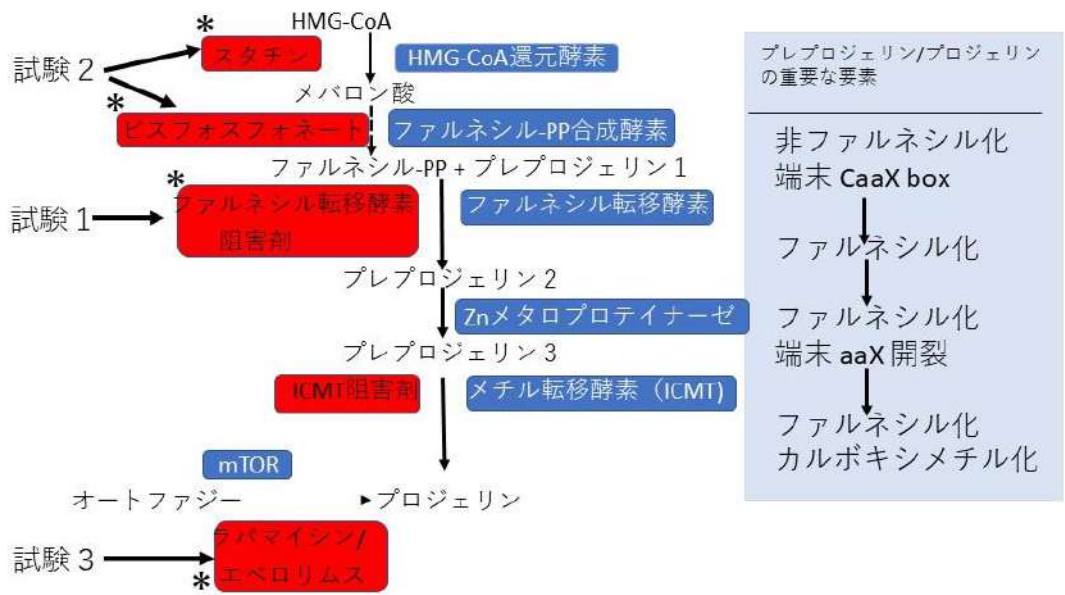 *
HMG-CoA
試験2
スタチン
HMG-CoA還元酵素
メバロン酸
*
ビスフォスフォネート
ファルネシル-PP合成酵素
ファルネシル-PP + プレプロジェリン1
*
試験1
ファルネシル転移酵素
阻害剤
ファルネシル転移酵素
プレプロジェリン2
Znメタロプロテイナーゼ
プレプロジェリン3
ICMT阻害剤
メチル転移酵素（ICMT)
mTOR
オートファジー
プロジェリン
試験3
*
ラパマイシン/
エベロリムス
プレプロジェリン/プロジェリン
の重要な要素
非ファルネシル化
端末 CaaX box
ファルネシル化
ファルネシル化
端末 aaX 開裂
ファルネシル化
カルボキシメチル化